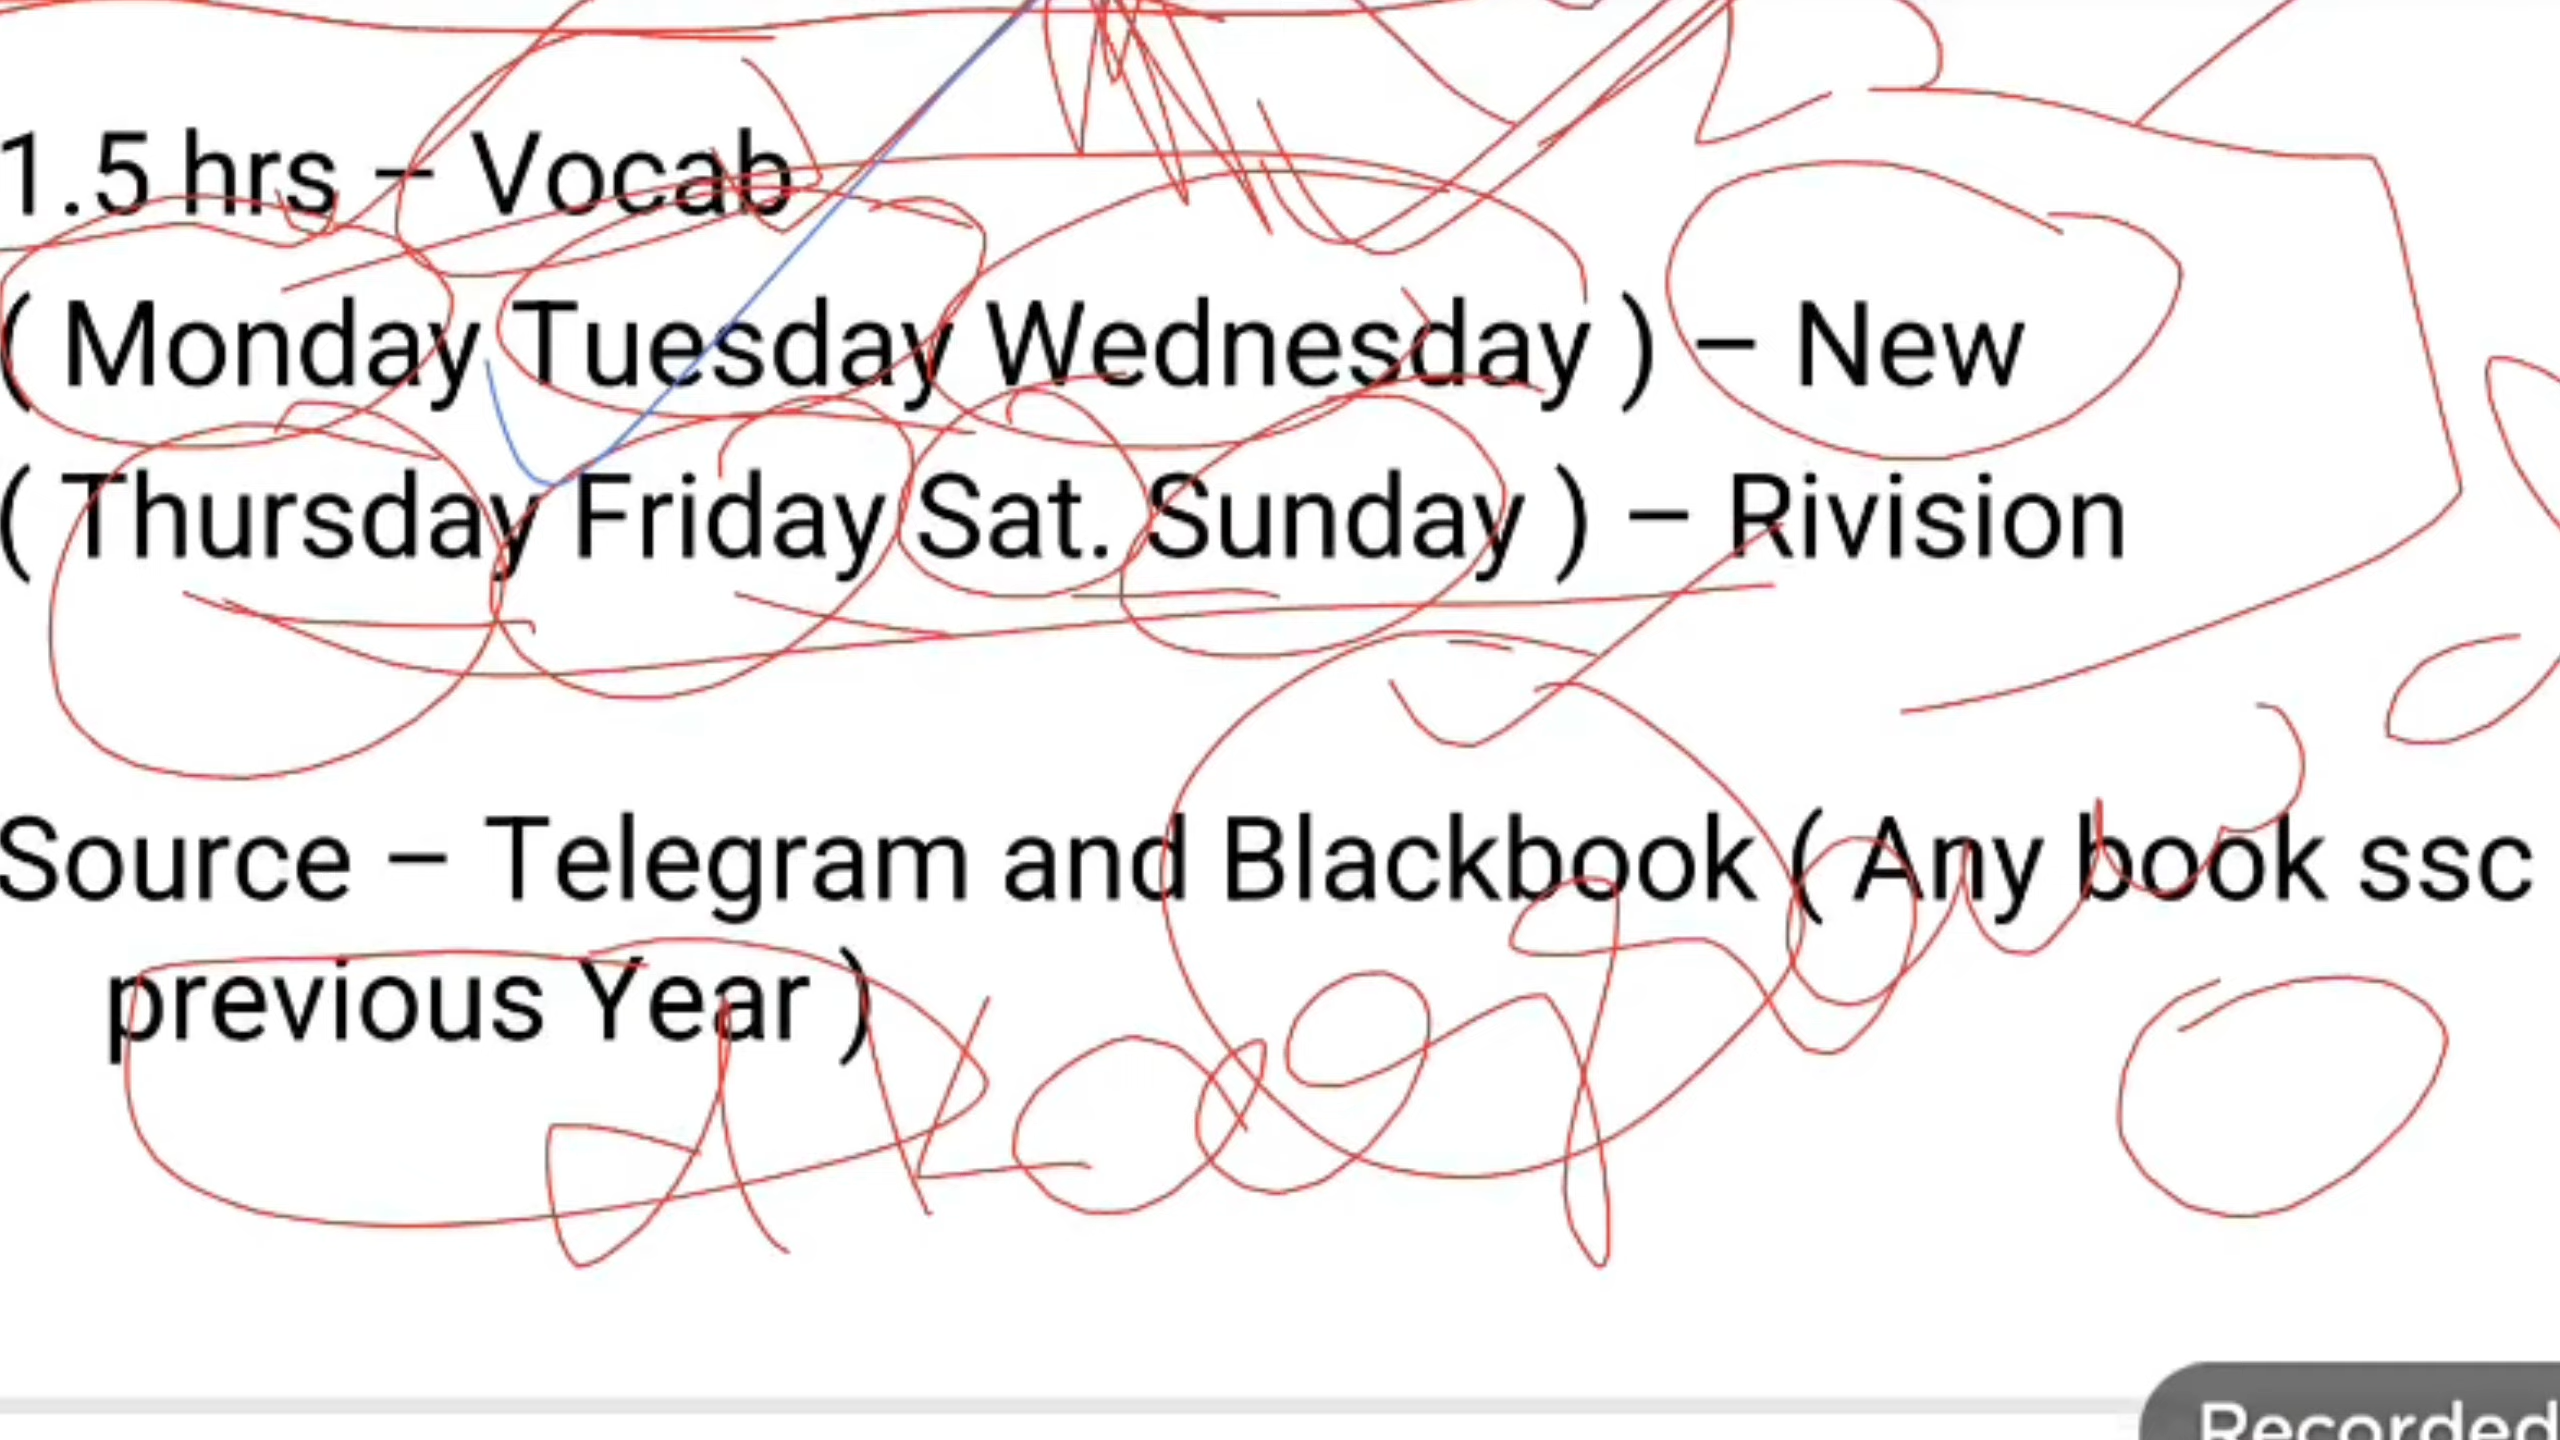 1.5 hrs – Vocab
( Monday Tuesday Wednesday ) – New
( Thursday Friday Sat. Sunday ) – Rivision
Source – Telegram and Blackbook ( Any book ssc
previous Year )
Recorded